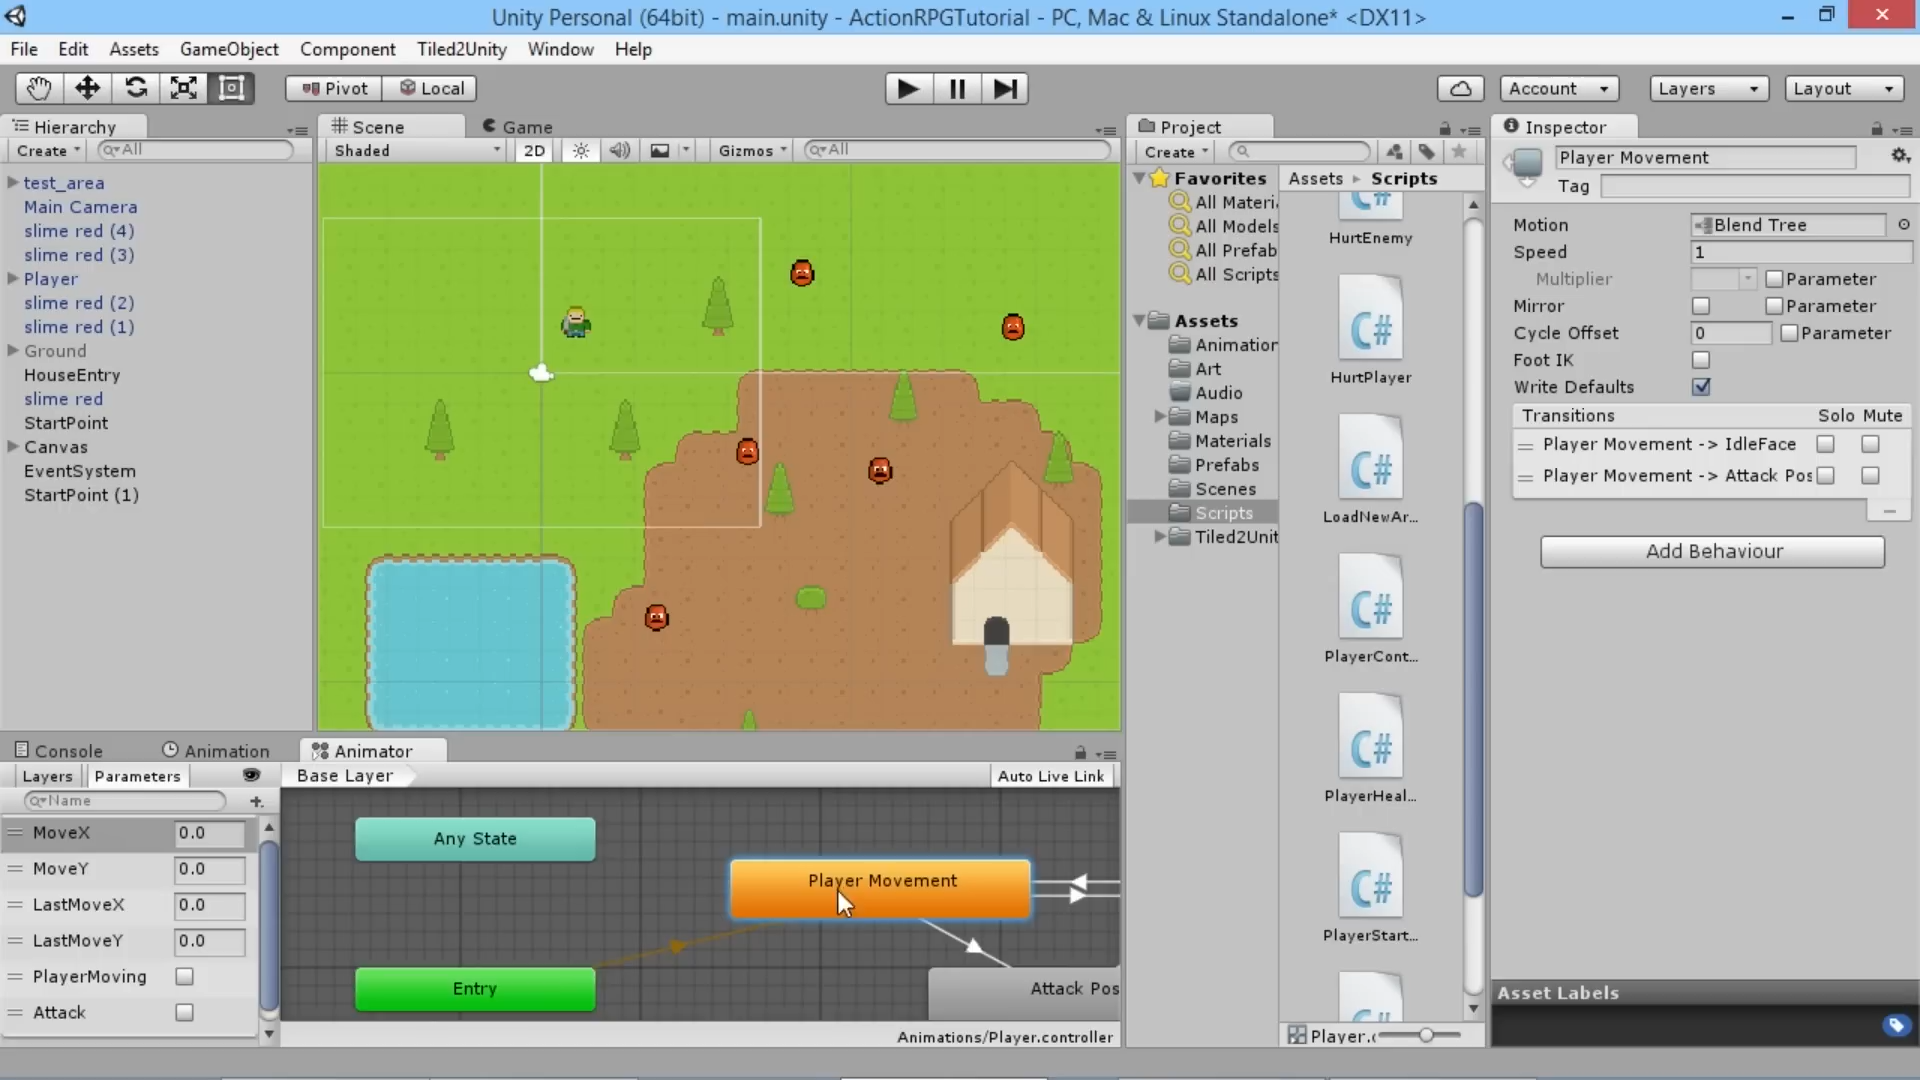 Unity Personal (64bit) - main.unity - ActionRPGTutorial - PC, Mac & Linux Standalone* <DX11>
File Edit Assets GameObject Component Tiled2Unity Window Help
Pivot Local Account Layers Layout
Hierarchy
Create All
test_area
Main Camera
slime red (4)
slime red (3)
Player
slime red (2)
slime red (1)
Ground
HouseEntry
slime red
StartPoint
Canvas
EventSystem
StartPoint (1)
Scene Game
Shaded 2D Gizmos All
Project
Create
Favorites
All Materi
All Models
All Prefab
All Scripts
Assets
Animation
Art
Audio
Maps
Materials
Prefabs
Scenes
Scripts
Tiled2Unit
Assets Scripts
HurtEnemy
C#
HurtPlayer
C#
LoadNewAr...
C#
PlayerCont...
C#
PlayerHeal...
C#
PlayerStart...
Player.c
Inspector
Player Movement
Tag
Motion Blend Tree
Speed 1
Multiplier Parameter
Mirror Parameter
Cycle Offset 0 Parameter
Foot IK
Write Defaults
Transitions Solo Mute
Player Movement -> IdleFace
Player Movement -> Attack Pos
Add Behaviour
Asset Labels
Console Animation Animator
Layers Parameters
Name
MoveX 0.0
MoveY 0.0
LastMoveX 0.0
LastMoveY 0.0
PlayerMoving
Attack
Base Layer Auto Live Link
Any State
Player Movement
Entry
Attack Pos
Animations/Player.controller